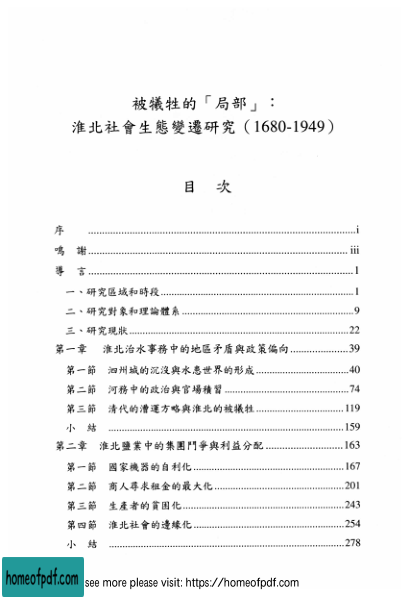 被犧牲的「局部」：
淮北社會生態變遷研究（1680-1949）
目 次
序 ........ i
鳴 謝 ........ iii
導 言 ........ 1
一、研究區域和時段 ........ 1
二、研究對象和理論體系 ........ 9
三、研究現狀 ........ 22
第一章 淮北治水事務中的地區矛盾與政策偏向 ........ 39
第一節 泗州城的沉沒與水患世界的形成 ........ 40
第二節 河務中的政治與官場積習 ........ 74
第三節 清代的漕運方略與淮北的被犧牲 ........ 119
小 結 ........ 159
第二章 淮北鹽業中的集團鬥爭與利益分配 ........ 163
第一節 國家機器的自利化 ........ 167
第二節 商人尋求租金的最大化 ........ 201
第三節 生產者的貧困化 ........ 243
第四節 淮北社會的邊緣化 ........ 254
小 結 ........ 278
homeofpdf.com
see more please visit: https://homeofpdf.com